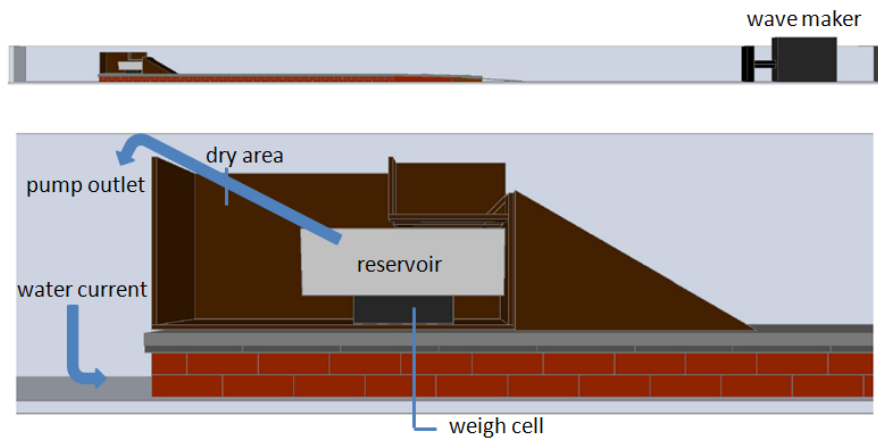 wave maker
dry area
pump outlet
reservoir
water current
weigh cell